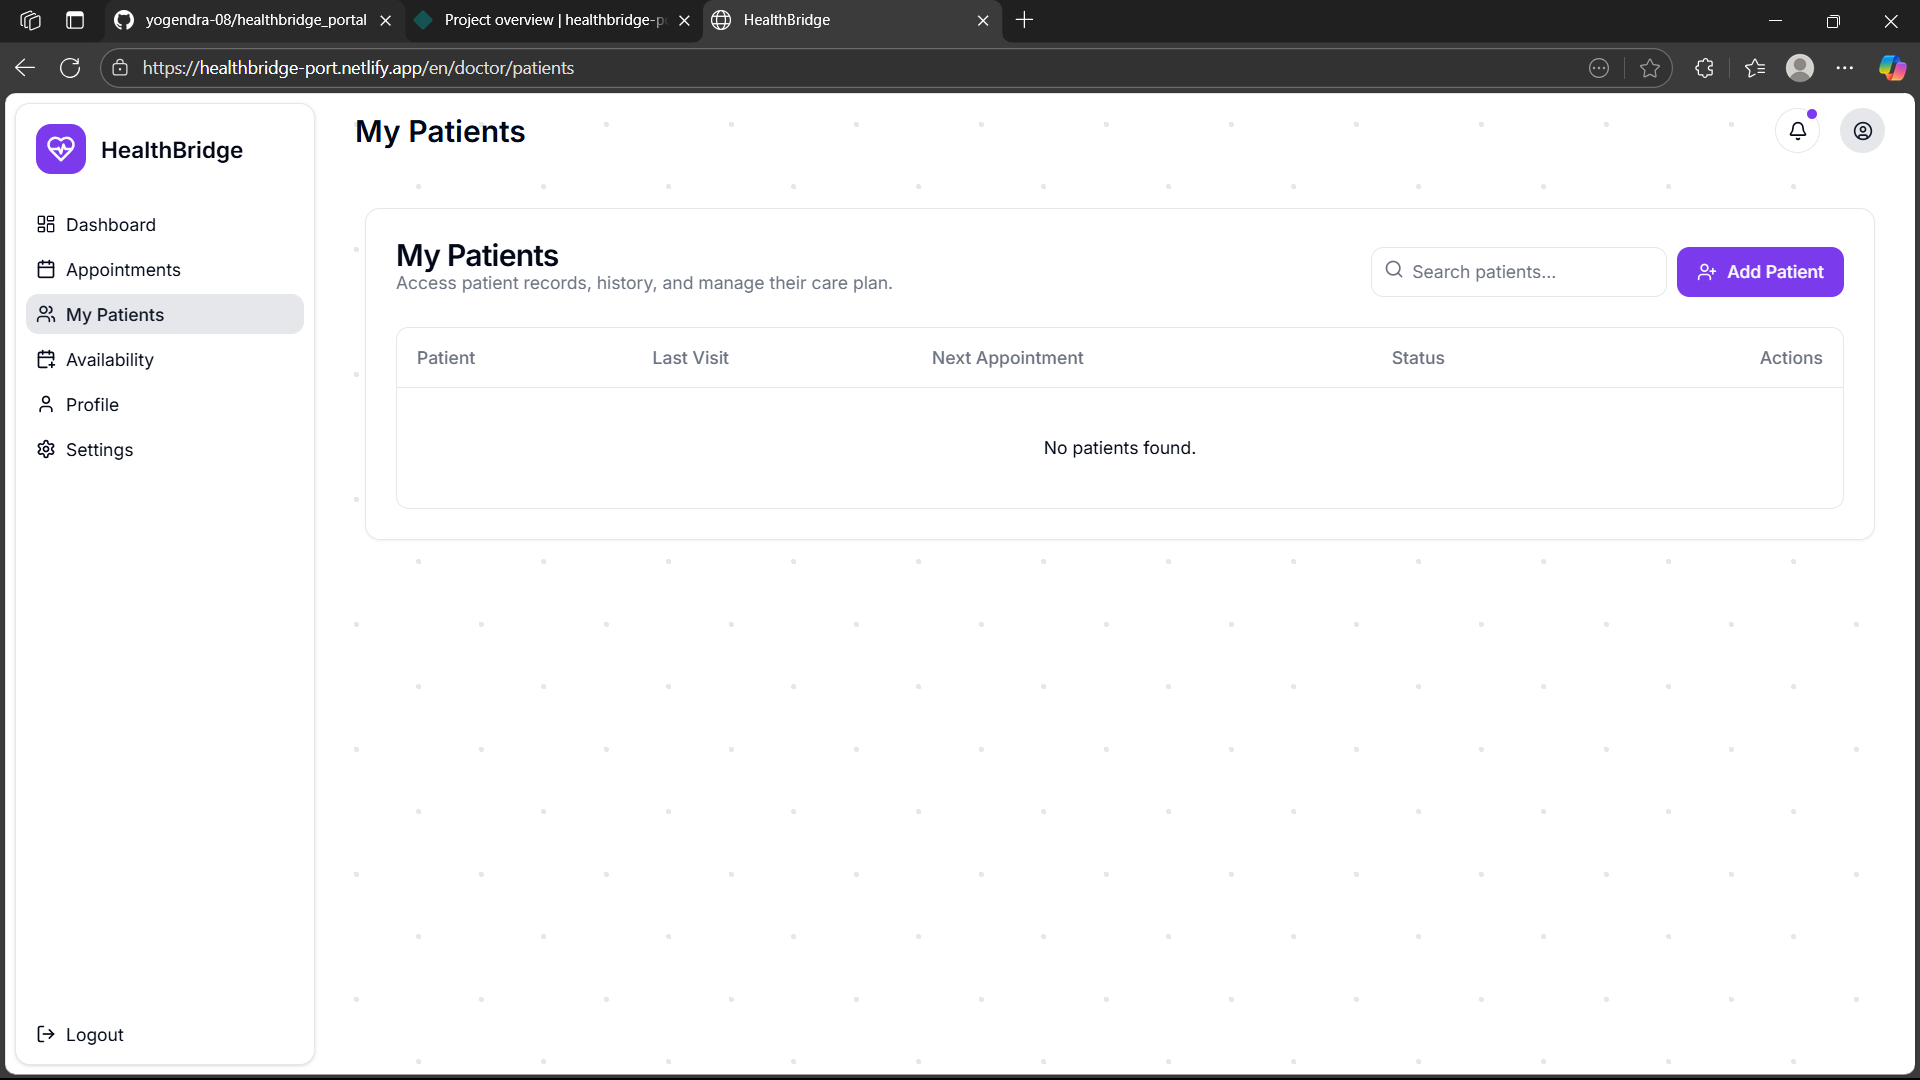 yogendra-08/healthbridge_portal
Project overview | healthbridge-p
HealthBridge
https://healthbridge-port.netlify.app/en/doctor/patients
HealthBridge
Dashboard
Appointments
My Patients
Availability
Profile
Settings
Logout
My Patients
My Patients
Access patient records, history, and manage their care plan.
Search patients...
Add Patient
Patient Last Visit Next Appointment Status Actions
No patients found.